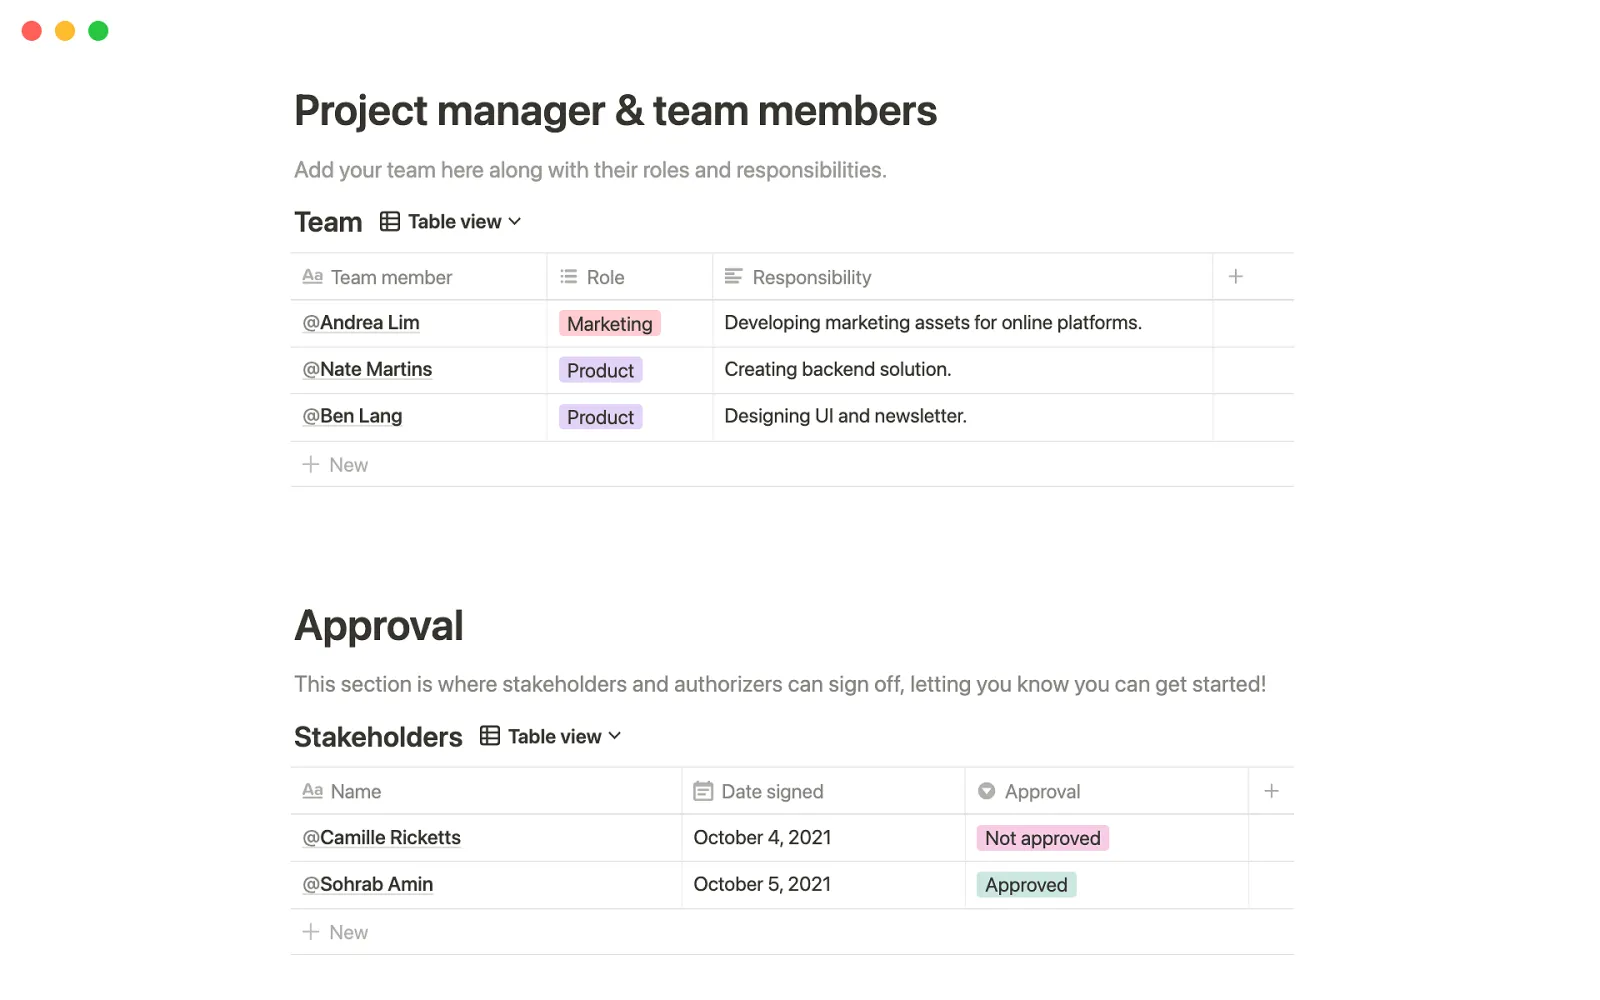 Project manager & team members
Add your team here along with their roles and responsibilities.
Team Table view
Aa Team member Role Responsibility
@Andrea Lim Marketing Developing marketing assets for online platforms.
@Nate Martins Product Creating backend solution.
@Ben Lang Product Designing UI and newsletter.
+ New
Approval
This section is where stakeholders and authorizers can sign off, letting you know you can get started!
Stakeholders Table view
Aa Name Date signed Approval
@Camille Ricketts October 4, 2021 Not approved
@Sohrab Amin October 5, 2021 Approved
+ New